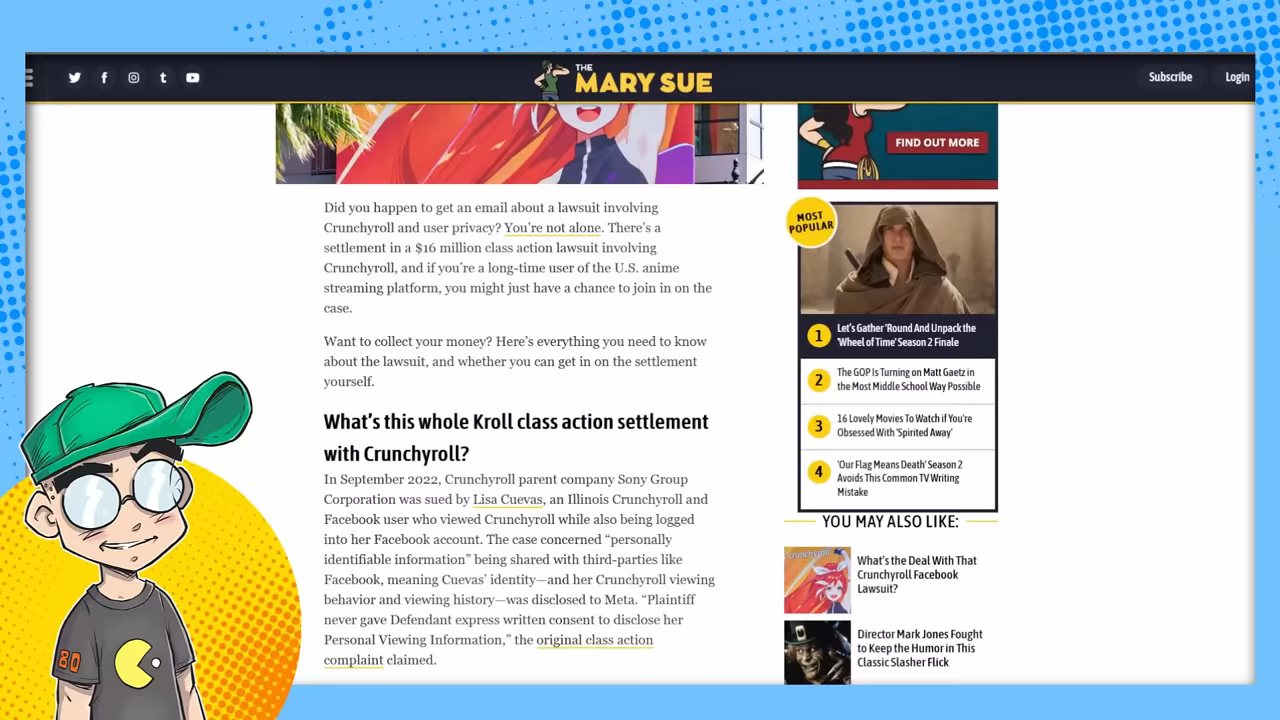 THE
MARY SUE
Subscribe
Login
FIND OUT MORE
Did you happen to get an email about a lawsuit involving
Crunchyroll and user privacy? You're not alone. There's a
settlement in a $16 million class action lawsuit involving
Crunchyroll, and if you're a long-time user of the U.S. anime
streaming platform, you might just have a chance to join in on the
case.
Want to collect your money? Here's everything you need to know
about the lawsuit, and whether you can get in on the settlement
yourself.
What's this whole Kroll class action settlement
with Crunchyroll?
In September 2022, Crunchyroll parent company Sony Group
Corporation was sued by Lisa Cuevas, an Illinois Crunchyroll and
Facebook user who viewed Crunchyroll while also being logged
into her Facebook account. The case concerned "personally
identifiable information" being shared with third-parties like
Facebook, meaning Cuevas' identity—and her Crunchyroll viewing
behavior and viewing history—was disclosed to Meta. "Plaintiff
never gave Defendant express written consent to disclose her
Personal Viewing Information," the original class action
complaint claimed.
MOST
POPULAR
1
Let's Gather 'Round And Unpack the
'Wheel of Time' Season 2 Finale
2
The GOP Is Turning on Matt Gaetz in
the Most Middle School Way Possible
3
16 Lovely Movies To Watch if You're
Obsessed With 'Spirited Away'
4
'Our Flag Means Death' Season 2
Avoids This Common TV Writing
Mistake
YOU MAY ALSO LIKE:
crunchyroll
What's the Deal With That
Crunchyroll Facebook
Lawsuit?
Director Mark Jones Fought
to Keep the Humor in This
Classic Slasher Flick
80